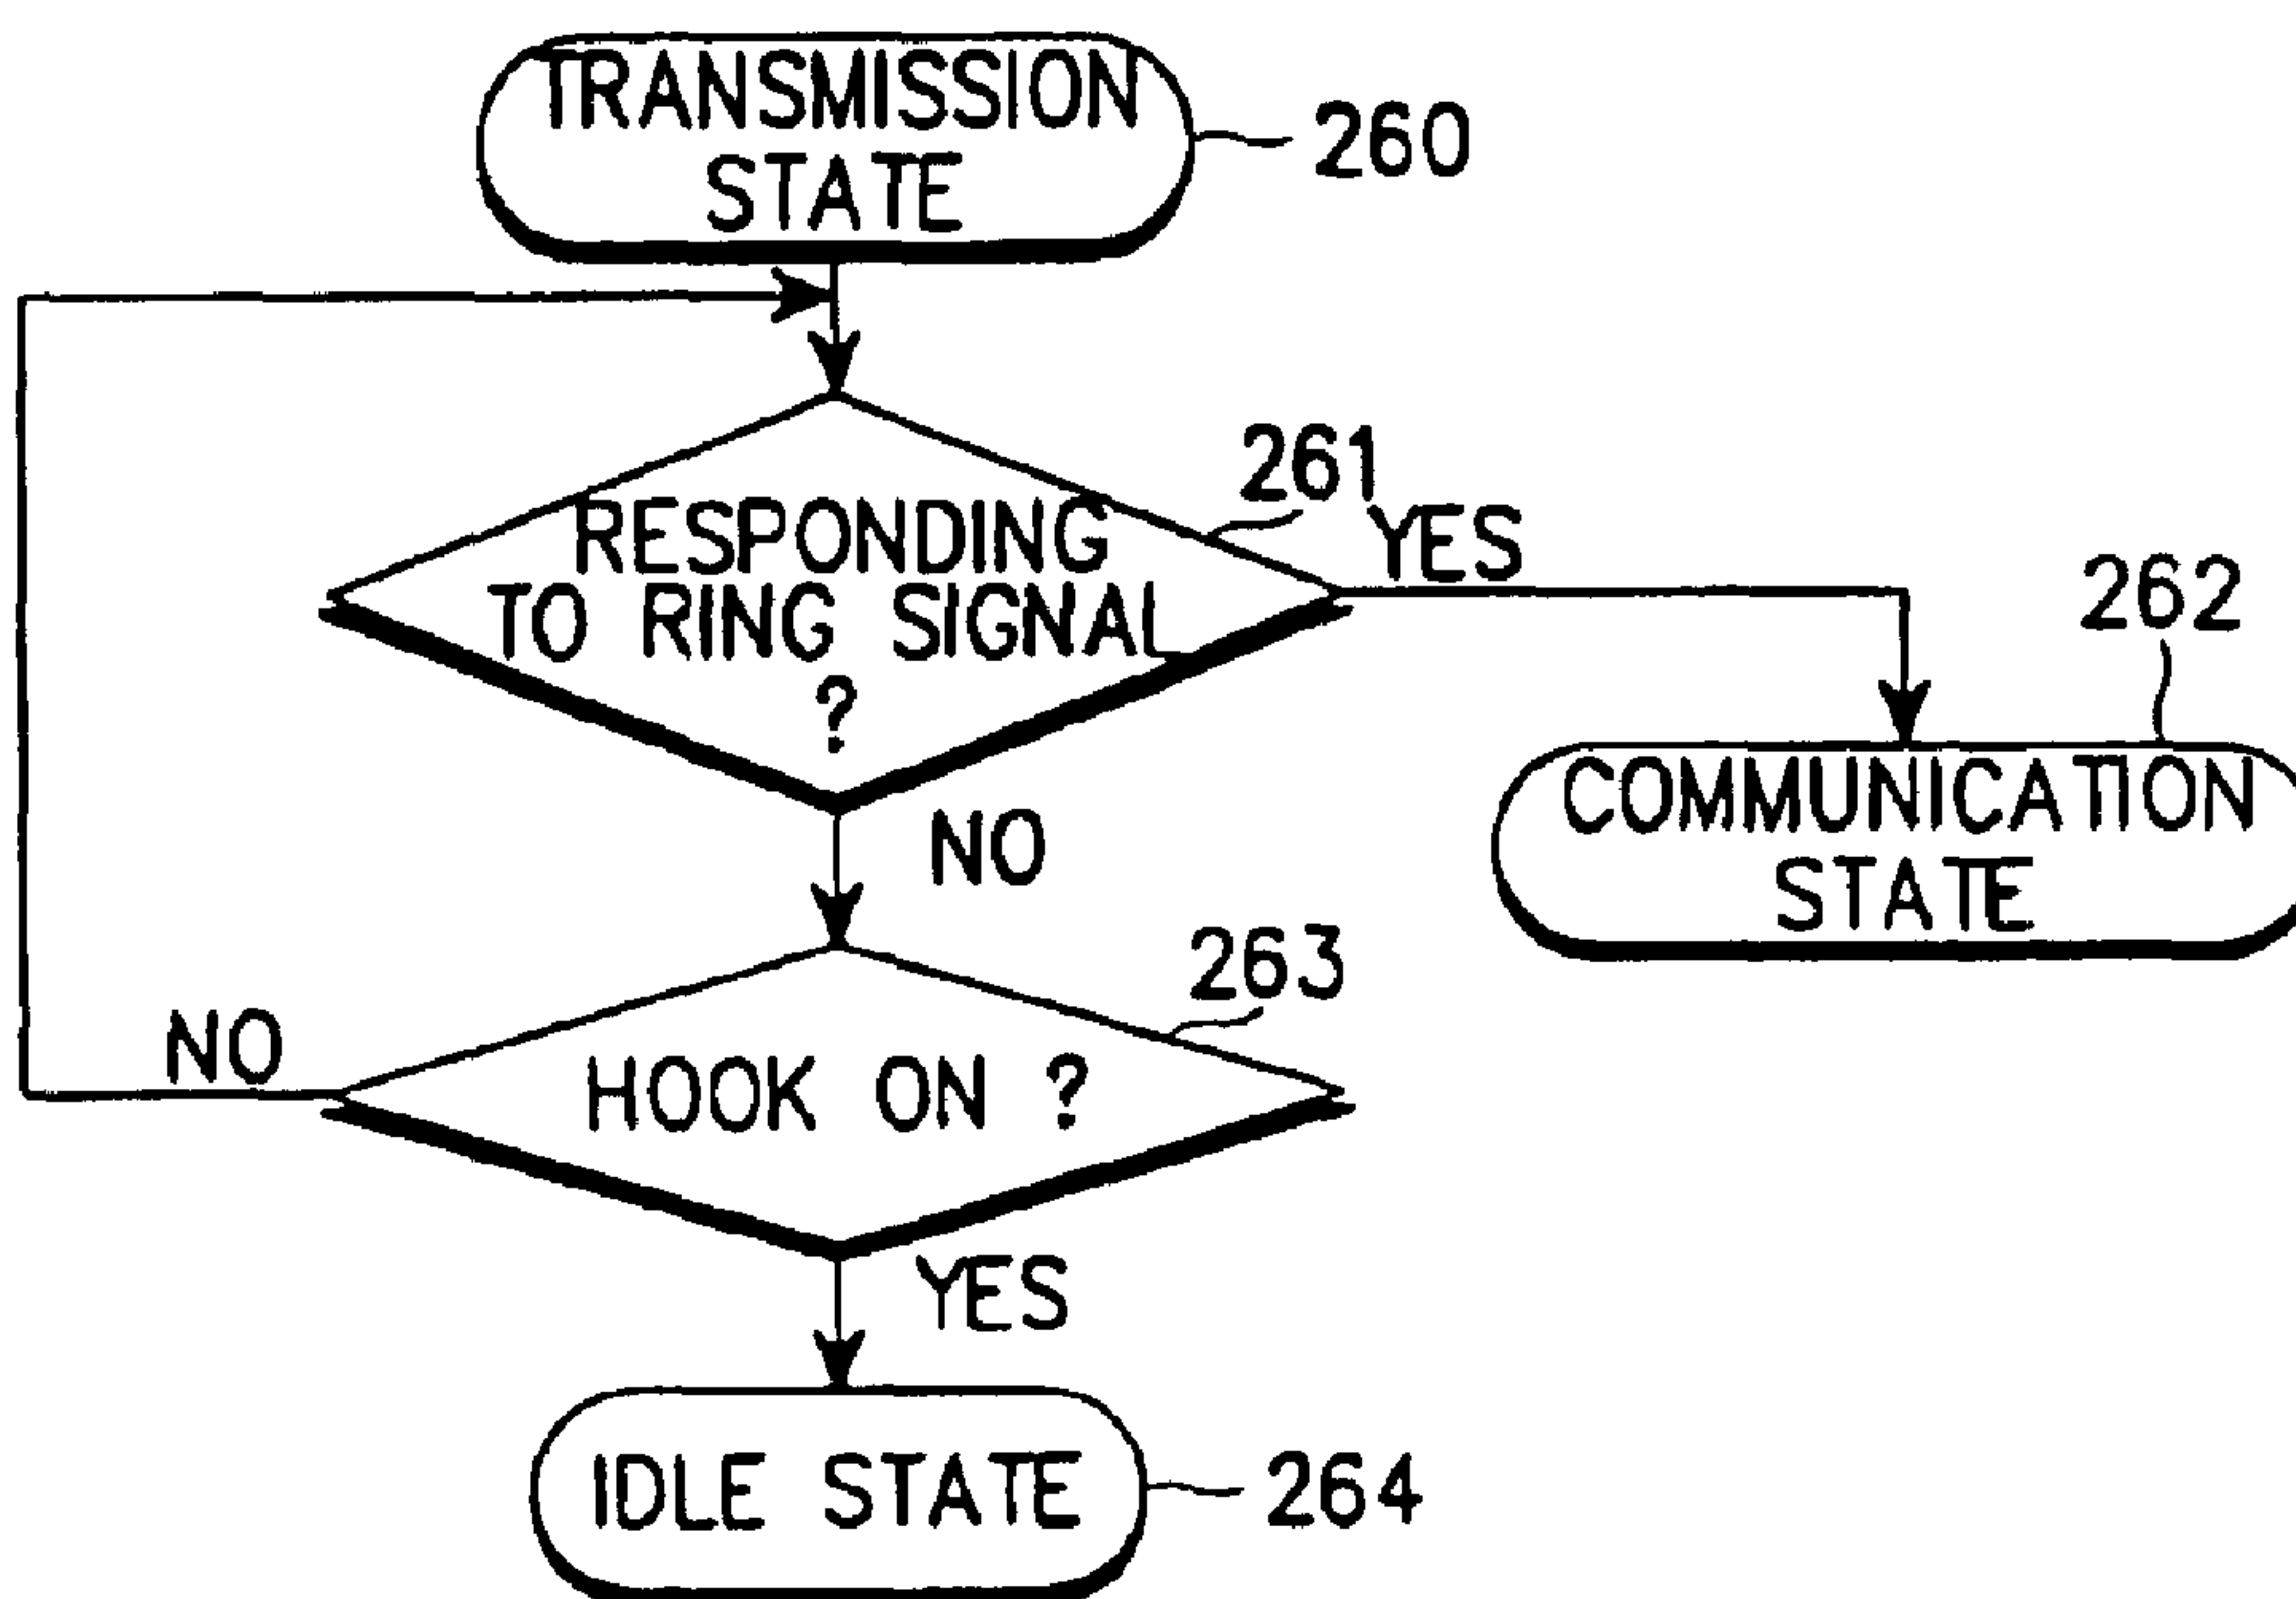 TRANSMISSION
STATE
260
261
RESPONDING
TO RING SIGNAL
?
YES
262
COMMUNICATION
STATE
NO
263
NO
HOOK ON ?
YES
IDLE STATE
264